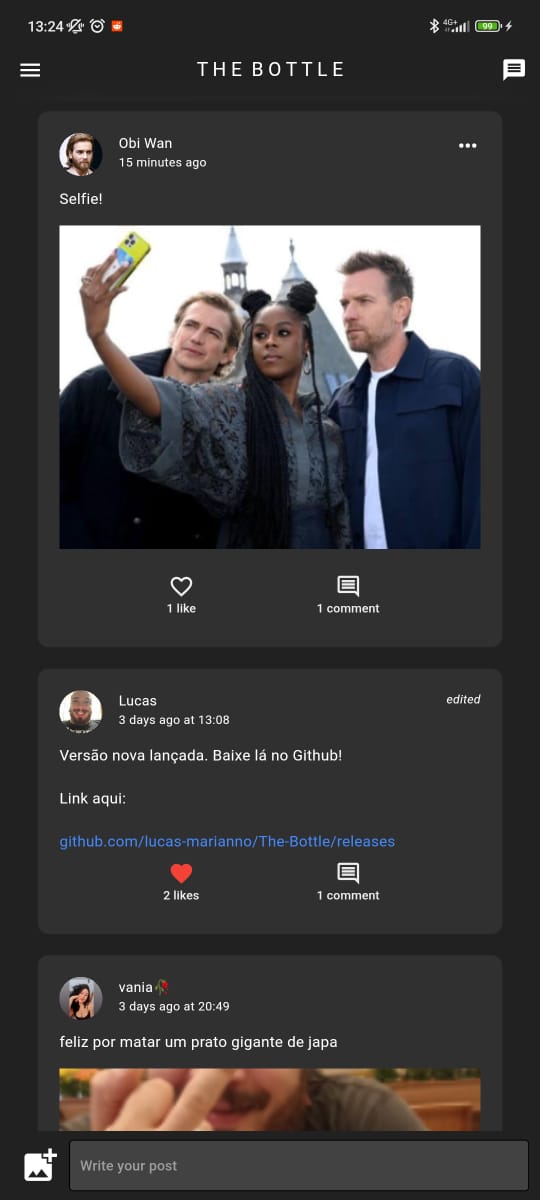 13:24
4G+
99
THE BOTTLE
Obi Wan
15 minutes ago
Selfie!
1 like
1 comment
Lucas
edited
3 days ago at 13:08
Versão nova lançada. Baixe lá no Github!
Link aqui:
github.com/lucas-marianno/The-Bottle/releases
2 likes
1 comment
vania🥀
3 days ago at 20:49
feliz por matar um prato gigante de japa
Write your post